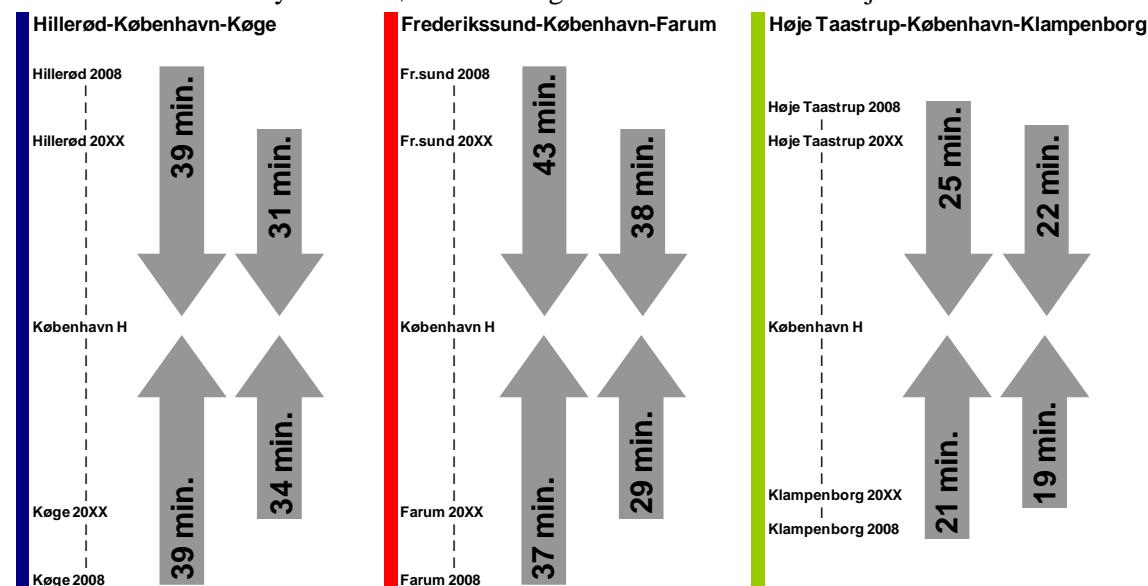 Hillerød-København-Køge
Hillerød 2008
Hillerød 20XX
København H
Køge 20XX
Køge 2008
39 min.
31 min.
39 min.
34 min.
Frederikssund-København-Farum
Fr.sund 2008
Fr.sund 20XX
København H
Farum 20XX
Farum 2008
43 min.
38 min.
37 min.
29 min.
Høje Taastrup-København-Klampenborg
Høje Taastrup 2008
Høje Taastrup 20XX
København H
Klampenborg 20XX
Klampenborg 2008
25 min.
22 min.
21 min.
19 min.